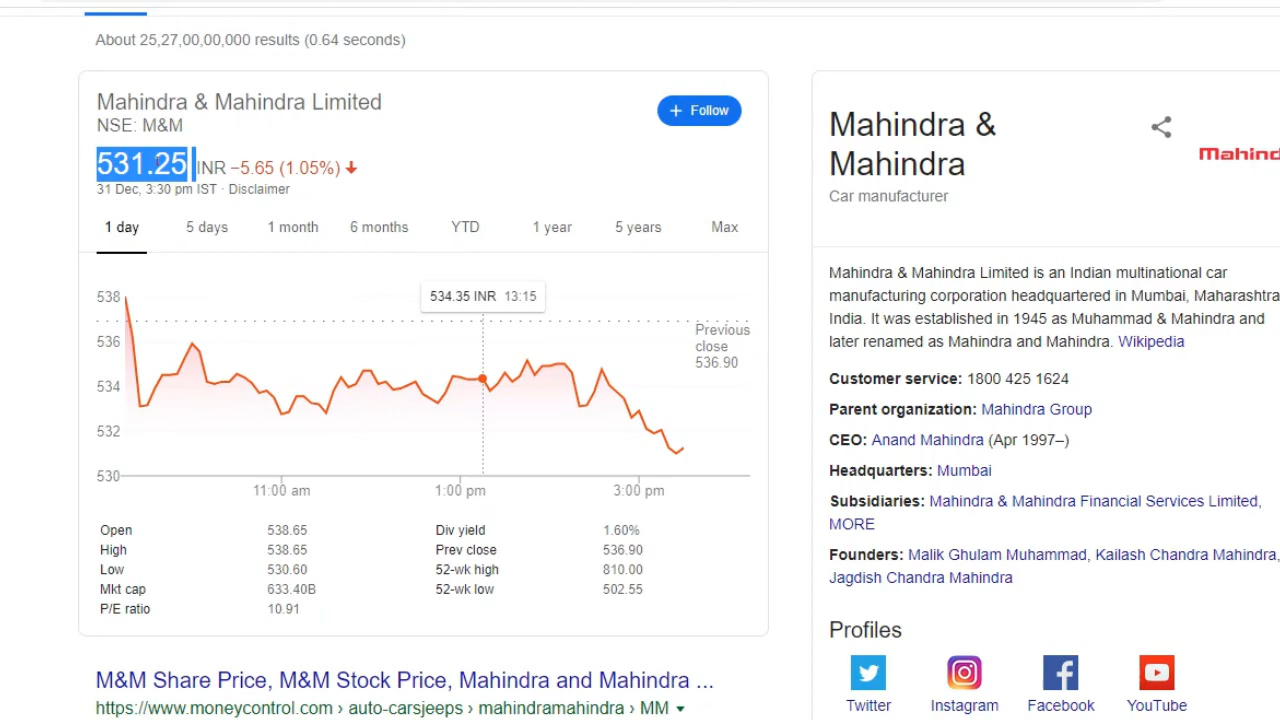 About 25,27,00,00,000 results (0.64 seconds)
Mahindra & Mahindra Limited
NSE: M&M
+ Follow
531.25 INR −5.65 (1.05%)
31 Dec, 3:30 pm IST · Disclaimer
1 day 5 days 1 month 6 months YTD 1 year 5 years Max
534.35 INR 13:15
538
536
534
532
530
Previous
close
536.90
11:00 am 1:00 pm 3:00 pm
Open 538.65 Div yield 1.60%
High 538.65 Prev close 536.90
Low 530.60 52-wk high 810.00
Mkt cap 633.40B 52-wk low 502.55
P/E ratio 10.91
M&M Share Price, M&M Stock Price, Mahindra and Mahindra ...
https://www.moneycontrol.com › auto-carsjeeps › mahindramahindra › MM
Mahindra &
Mahindra
Car manufacturer
Mahind
Mahindra & Mahindra Limited is an Indian multinational car
manufacturing corporation headquartered in Mumbai, Maharashtra
India. It was established in 1945 as Muhammad & Mahindra and
later renamed as Mahindra and Mahindra. Wikipedia
Customer service: 1800 425 1624
Parent organization: Mahindra Group
CEO: Anand Mahindra (Apr 1997–)
Headquarters: Mumbai
Subsidiaries: Mahindra & Mahindra Financial Services Limited,
MORE
Founders: Malik Ghulam Muhammad, Kailash Chandra Mahindra,
Jagdish Chandra Mahindra
Profiles
Twitter Instagram Facebook YouTube